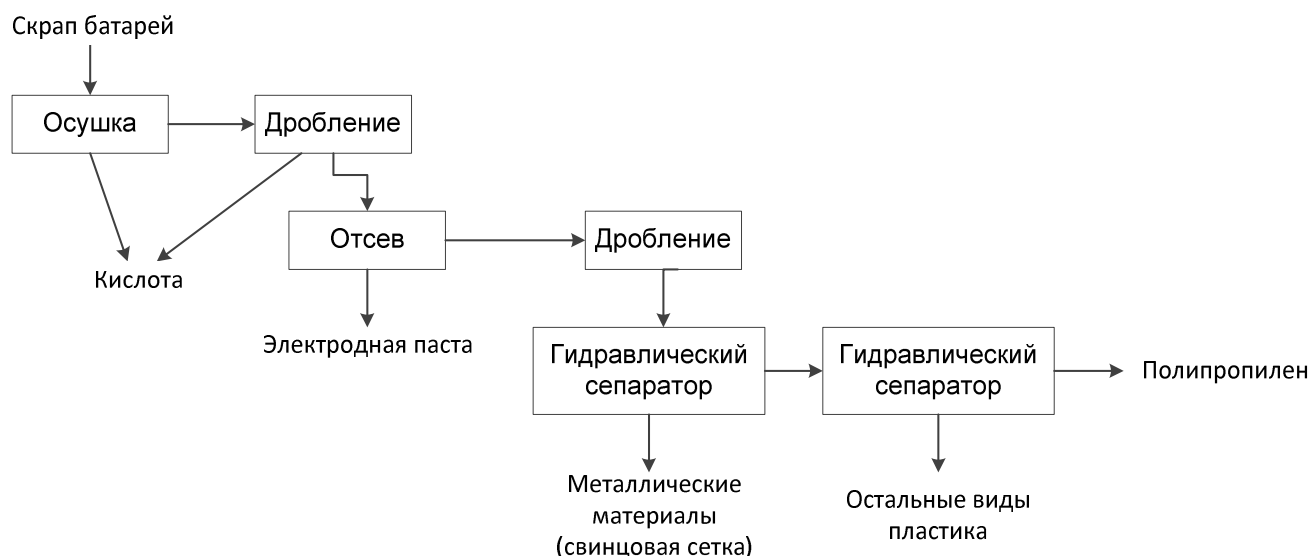 Скрап батарей
Осушка
Дробление
Отсев
Дробление
Кислота
Электродная паста
Гидравлический
сепаратор
Гидравлический
сепаратор
Полипропилен
Металлические
материалы
(свинцовая сетка)
Остальные виды
пластика